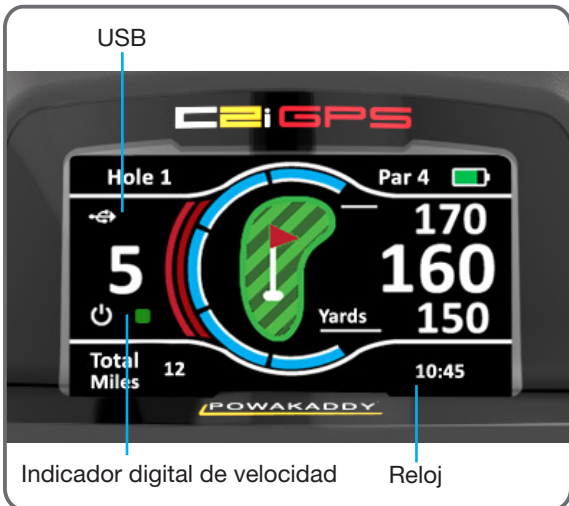 USB
C2i GPS
Hole 1
Par 4
170
5
160
Yards
150
Total
Miles
12
10:45
POWAKADDY
Indicador digital de velocidad
Reloj